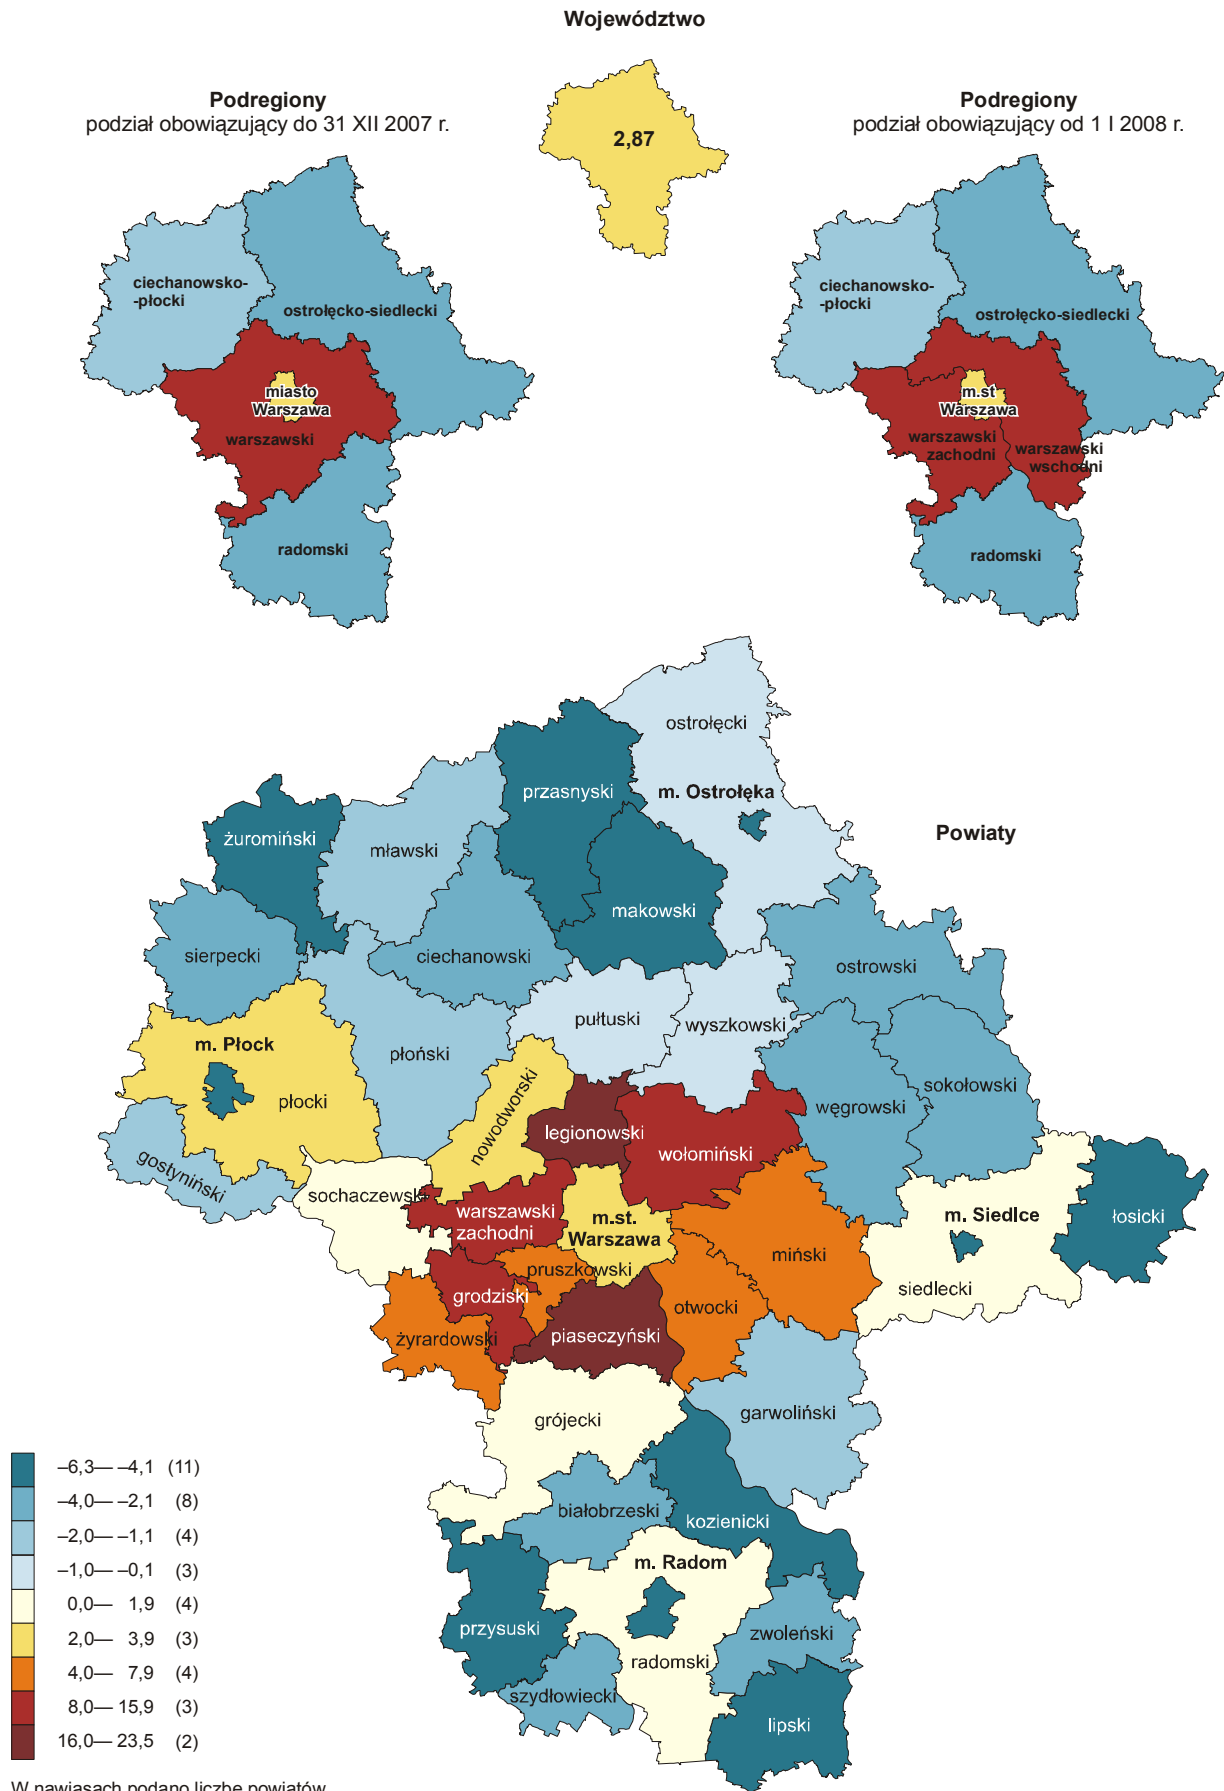 Województwo
2,87
Podregiony
podział obowiązujący do 31 XII 2007 r.
ciechanowsko-
-płocki
ostrołęcko-siedlecki
miasto
Warszawa
warszawski
radomski
Podregiony
podział obowiązujący od 1 I 2008 r.
ciechanowsko-
-płocki
ostrołęcko-siedlecki
m.st
Warszawa
warszawski
zachodni
warszawski
wschodni
radomski
Powiaty
ostrołęcki
przasnyski
m. Ostrołęka
żuromiński
mławski
makowski
sierpecki
ciechanowski
ostrowski
pułtuski
wyszkowski
m. Płock
płoński
sokołowski
płocki
nowodworski
węgrowski
legionowski
wołomiński
gostyniński
sochaczewski
warszawski
zachodni
m.st.
Warszawa
m. Siedlce
łosicki
miński
pruszkowski
siedlecki
grodziski
otwocki
żyrardowski
piaseczyński
grójecki
garwoliński
białobrzeski
kozienicki
m. Radom
przysuski
zwoleński
radomski
szydłowiecki
lipski
–6,3— –4,1 (11)
–4,0— –2,1 (8)
–2,0— –1,1 (4)
–1,0— –0,1 (3)
0,0— 1,9 (4)
2,0— 3,9 (3)
4,0— 7,9 (4)
8,0— 15,9 (3)
16,0— 23,5 (2)
W nawiasach podano liczbę powiatów